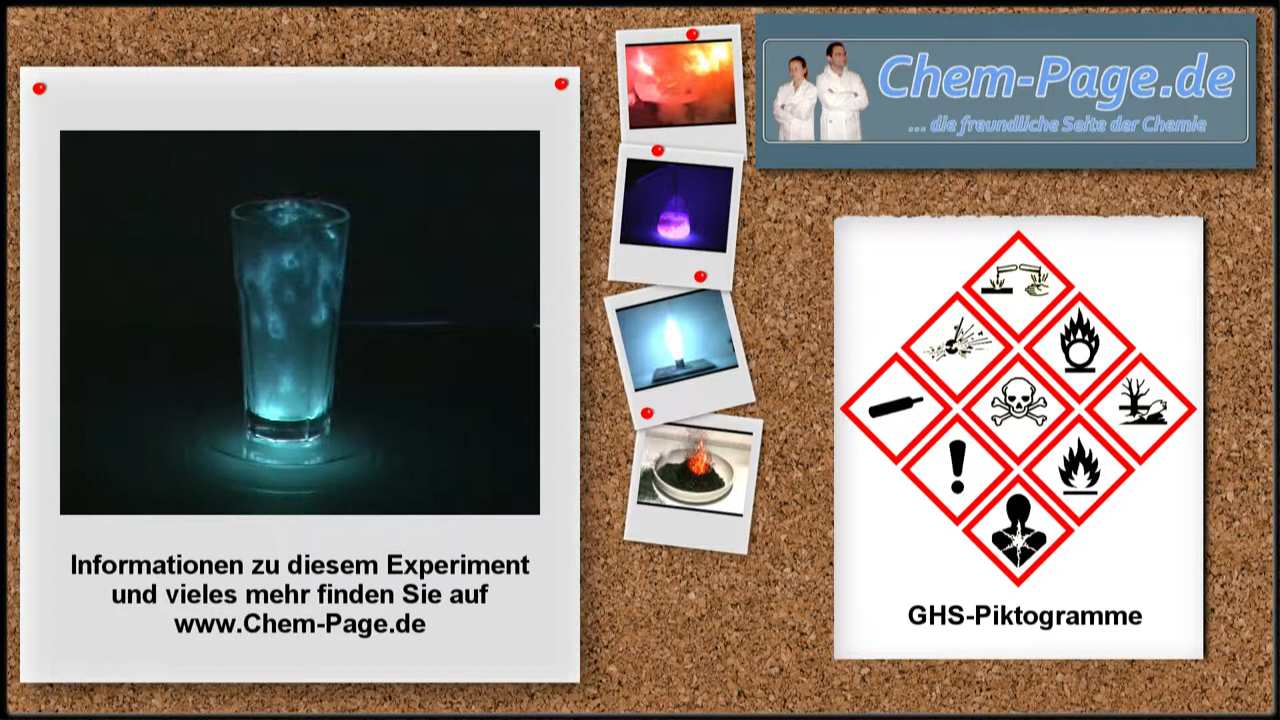 Chem-Page.de
... die freundliche Seite der Chemie
Informationen zu diesem Experiment
und vieles mehr finden Sie auf
www.Chem-Page.de
GHS-Piktogramme